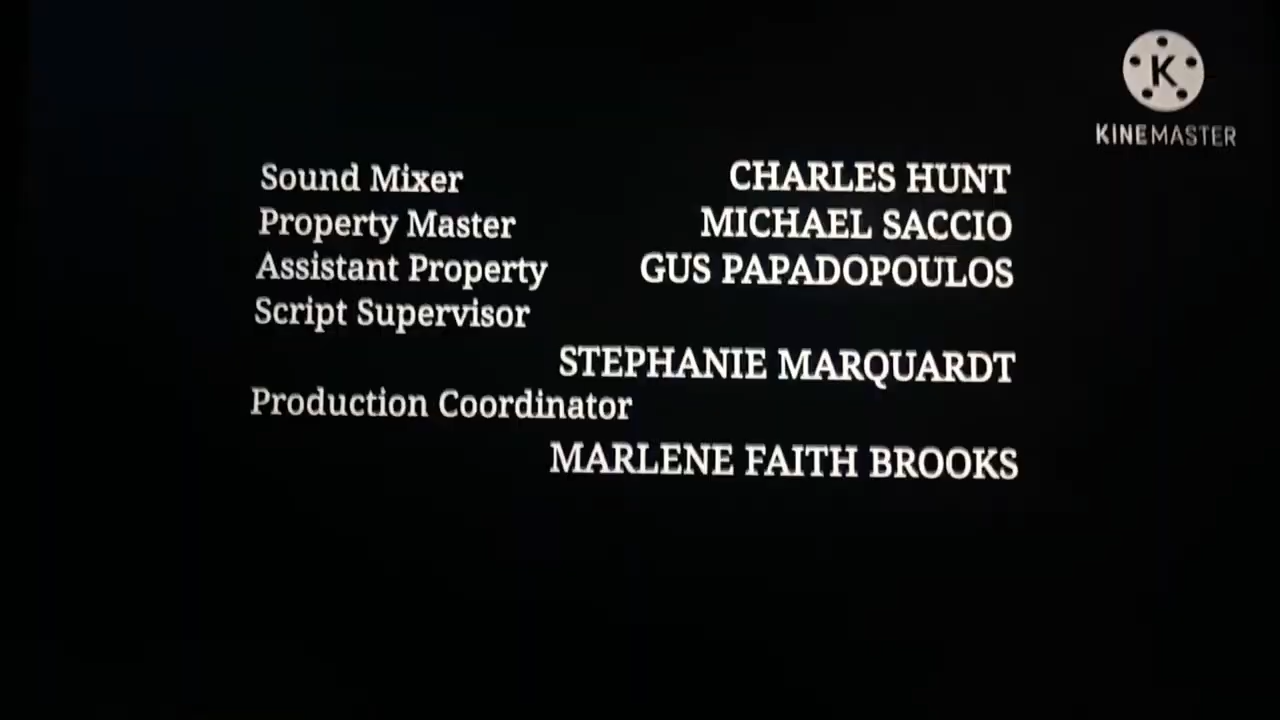 K
KINEMASTER
Sound Mixer CHARLES HUNT
Property Master MICHAEL SACCIO
Assistant Property GUS PAPADOPOULOS
Script Supervisor
STEPHANIE MARQUARDT
Production Coordinator
MARLENE FAITH BROOKS